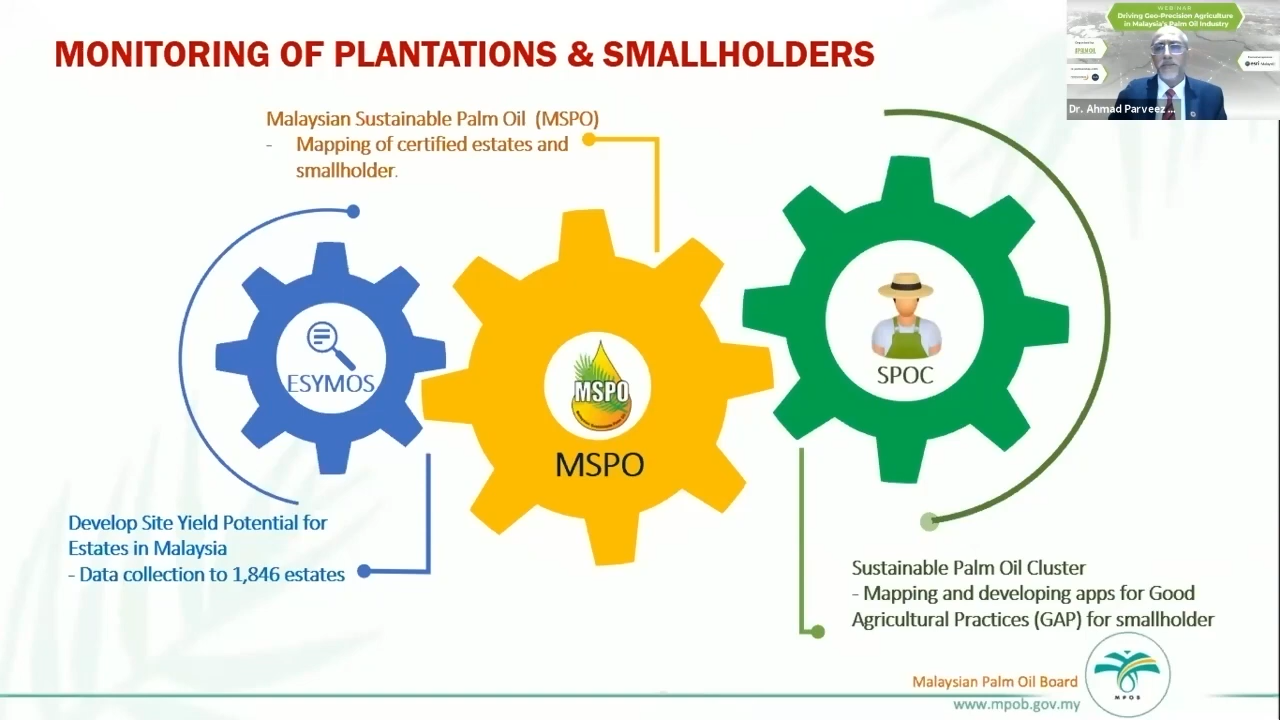 MONITORING OF PLANTATIONS & SMALLHOLDERS
WEBINAR
Driving Geo-Precision Agriculture
in Malaysia's Palm Oil Industry
esri Malaysia
Dr. Ahmad Parveez ...
Malaysian Sustainable Palm Oil (MSPO)
- Mapping of certified estates and
smallholder.
ESYMOS
MSPO
MSPO
SPOC
Develop Site Yield Potential for
Estates in Malaysia
- Data collection to 1,846 estates
Sustainable Palm Oil Cluster
- Mapping and developing apps for Good
Agricultural Practices (GAP) for smallholder
Malaysian Palm Oil Board
www.mpob.gov.my
MPOB